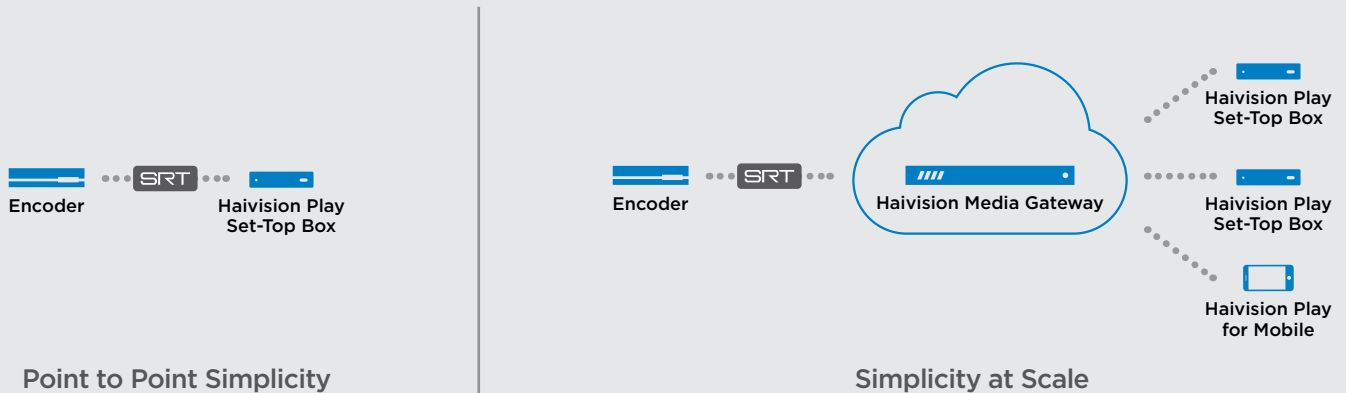 SRT
Encoder
Haivision Play
Set-Top Box
Point to Point Simplicity
SRT
Encoder
Haivision Media Gateway
Haivision Play
Set-Top Box
Haivision Play
Set-Top Box
Haivision Play
for Mobile
Simplicity at Scale